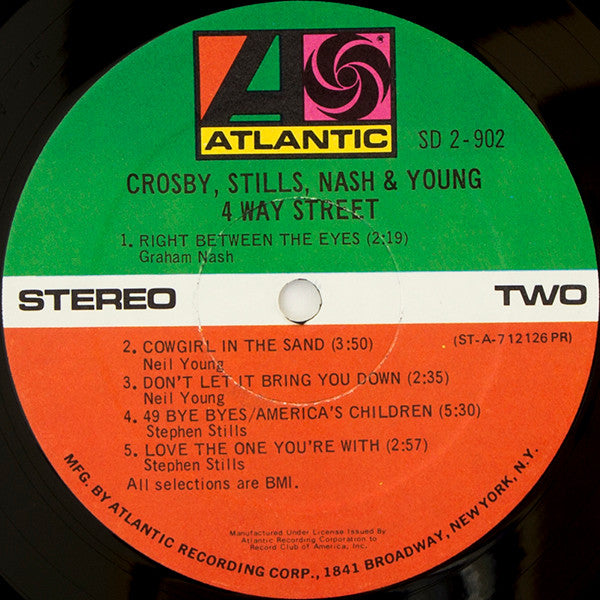 ATLANTIC
SD 2-902
CROSBY, STILLS, NASH & YOUNG
4 WAY STREET
1. RIGHT BETWEEN THE EYES (2:19)
Graham Nash
STEREO
TWO
(ST-A-712126 PR)
2. COWGIRL IN THE SAND (3:50)
Neil Young
3. DON'T LET IT BRING YOU DOWN (2:35)
Neil Young
4. 49 BYE BYES/AMERICA'S CHILDREN (5:30)
Stephen Stills
5. LOVE THE ONE YOU'RE WITH (2:57)
Stephen Stills
All selections are BMI.
Manufactured Under License Issued By
Atlantic Recording Corporation to
Record Club of America, Inc.
MFG. BY ATLANTIC RECORDING CORP., 1841 BROADWAY, NEW YORK, N.Y.